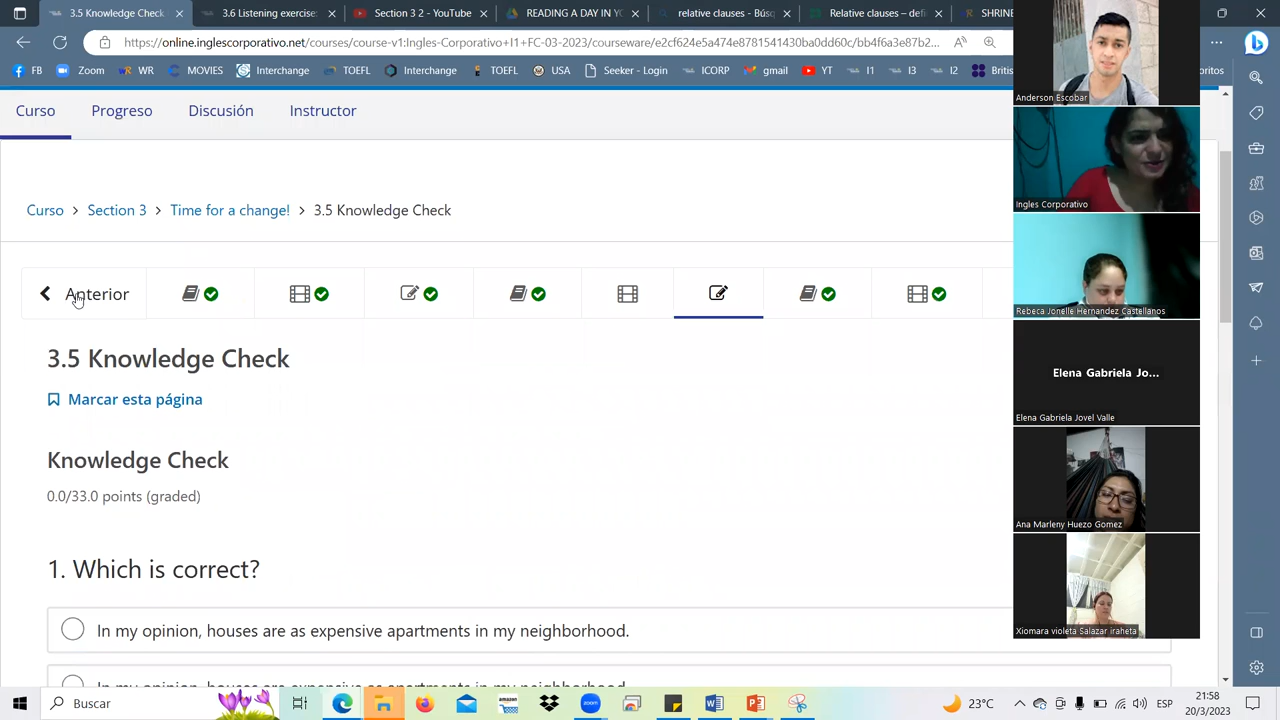 3.5 Knowledge Check
3.6 Listening exercise
Section 3 2 - YouTube
READING A DAY IN YO
relative clauses - Búsq
Relative clauses – defi
SHRINE
https://online.inglescorporativo.net/courses/course-v1:Ingles-Corporativo+I1+FC-03-2023/courseware/e2cf624e5a474e8781541430ba0dd60c/bb4f6a3e87b2...
FB
Zoom
WR
MOVIES
Interchange
TOEFL
Interchange
TOEFL
USA
Seeker - Login
ICORP
gmail
YT
I1
I3
I2
Britis
oritos
Curso
Progreso
Discusión
Instructor
Curso > Section 3 > Time for a change! > 3.5 Knowledge Check
Anterior
3.5 Knowledge Check
Marcar esta página
Knowledge Check
0.0/33.0 points (graded)
1. Which is correct?
In my opinion, houses are as expensive apartments in my neighborhood.
Anderson Escobar
Ingles Corporativo
Rebeca Jonelle Hernandez Castellanos
Elena Gabriela Jo...
Elena Gabriela Jovel Valle
Ana Marleny Huezo Gomez
Xiomara violeta Salazar iraheta
Buscar
amazon
zoom
23°C
ESP
21:58
20/3/2023